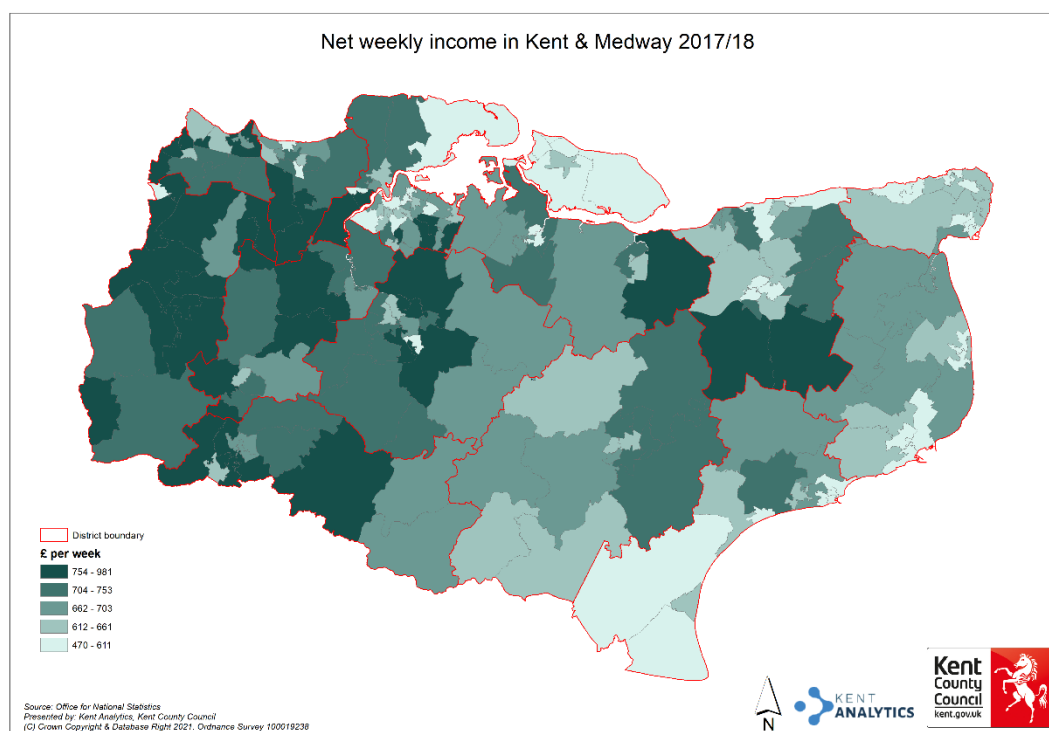 Net weekly income in Kent & Medway 2017/18
District boundary
£ per week
754 - 981
704 - 753
662 - 703
612 - 661
470 - 611
Source: Office for National Statistics
Presented by: Kent Analytics, Kent County Council
(C) Crown Copyright & Database Right 2021. Ordnance Survey 100019238
N
KENT
ANALYTICS
Kent
County
Council
kent.gov.uk